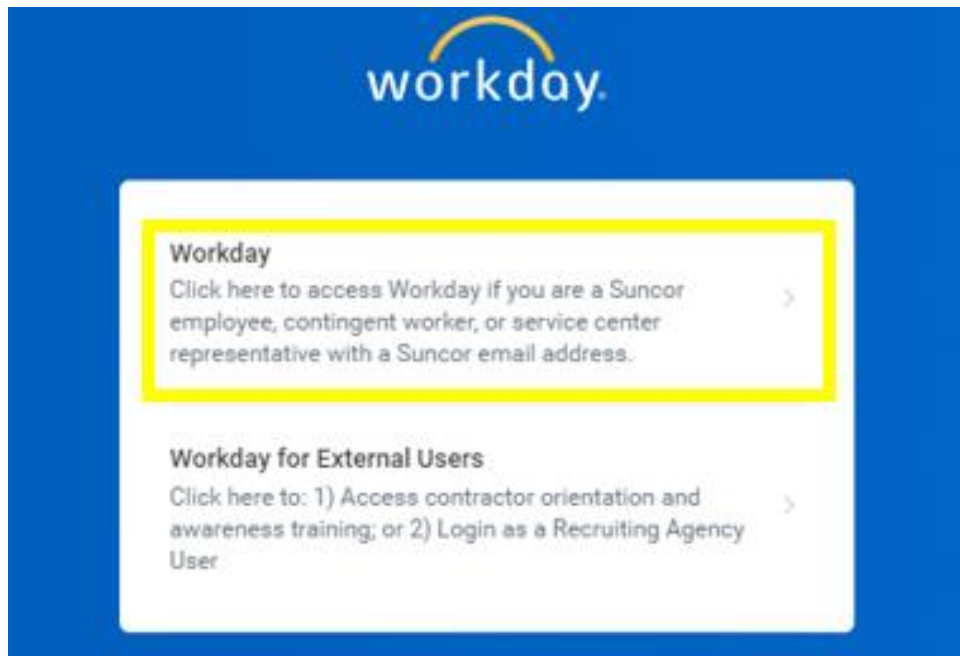 workday.
Workday
Click here to access Workday if you are a Suncor
employee, contingent worker, or service center
representative with a Suncor email address.
Workday for External Users
Click here to: 1) Access contractor orientation and
awareness training; or 2) Login as a Recruiting Agency
User